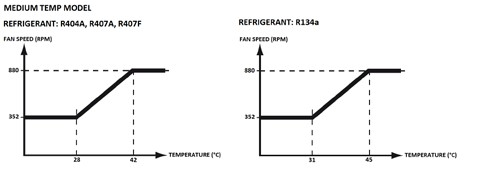 MEDIUM TEMP MODEL
REFRIGERANT: R404A, R407A, R407F
FAN SPEED (RPM)
880
352
28
42
TEMPERATURE (°C)
REFRIGERANT: R134a
FAN SPEED (RPM)
880
352
31
45
TEMPERATURE (°C)